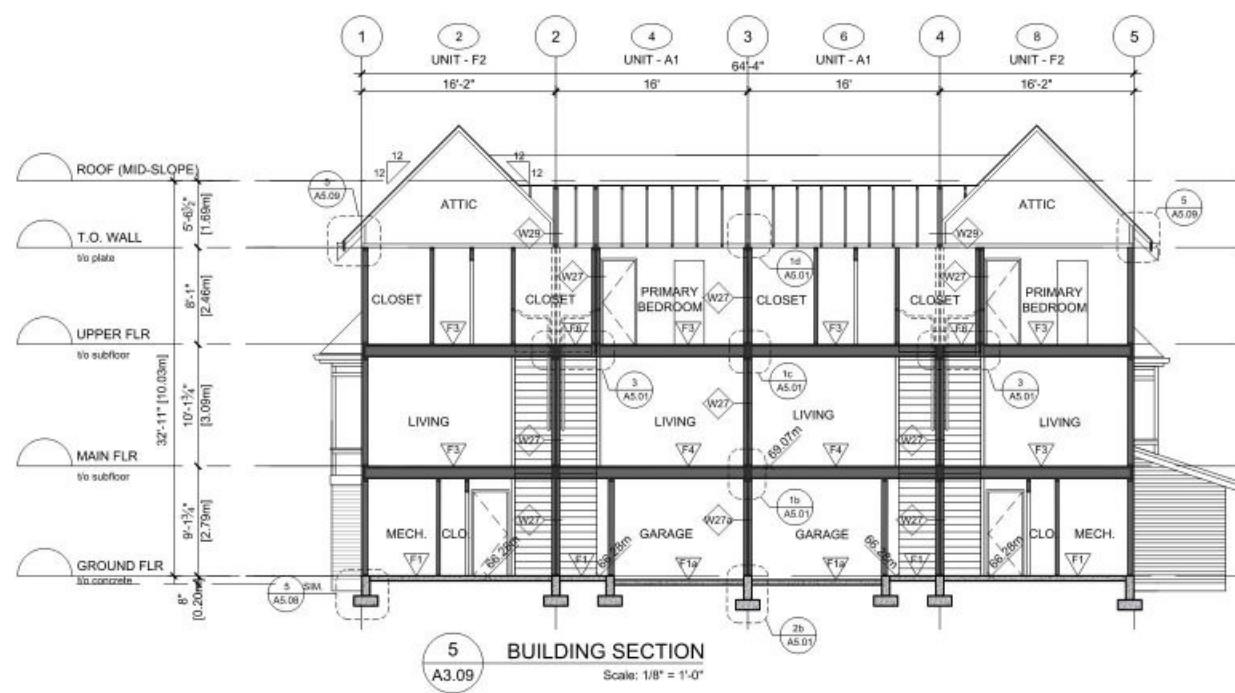 1 2 2 4 3 6 4 8 5
UNIT - F2 UNIT - A1 UNIT - A1 UNIT - F2
64'-4"
16'-2" 16' 16' 16'-2"
ROOF (MID-SLOPE)
12 12
12 12
5
A5.09
5
A5.09
5'-6½"
[1.69m]
ATTIC ATTIC
W29 W29
T.O. WALL
t/o plate
1d
A5.01
8'-1"
[2.46m]
W27 W27 W27
CLOSET CLOSET PRIMARY BEDROOM CLOSET CLOSET PRIMARY BEDROOM
F3 F6 F3 F3 F6 F3
UPPER FLR
t/o subfloor
3
A5.01
1c
A5.01
3
A5.01
32'-11" [10.03m]
10'-1¾"
[3.09m]
W27
LIVING LIVING LIVING LIVING
W27 W27
F3 F4 F4 F3
69.07m
MAIN FLR
t/o subfloor
1b
A5.01
9'-1¾"
[2.79m]
W27 W27a W27
MECH. CLO. GARAGE GARAGE CLO. MECH.
66.28m 66.28m 66.28m 66.28m
F1 F1 F1a F1a F1 F1
GROUND FLR
t/o concrete
8"
[0.20m]
5
A5.08
SIM.
2b
A5.01
5
A3.09
BUILDING SECTION
Scale: 1/8" = 1'-0"